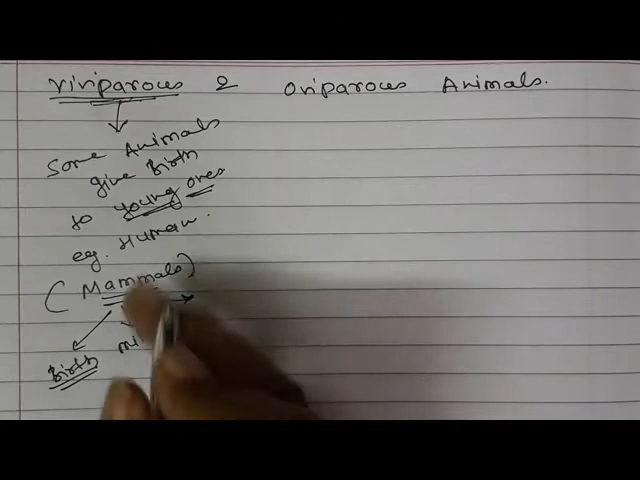 Viviparous & Oviparous Animals.
Some Animals
give Birth
to young ones
eg. Human.
(Mammals)
Birth